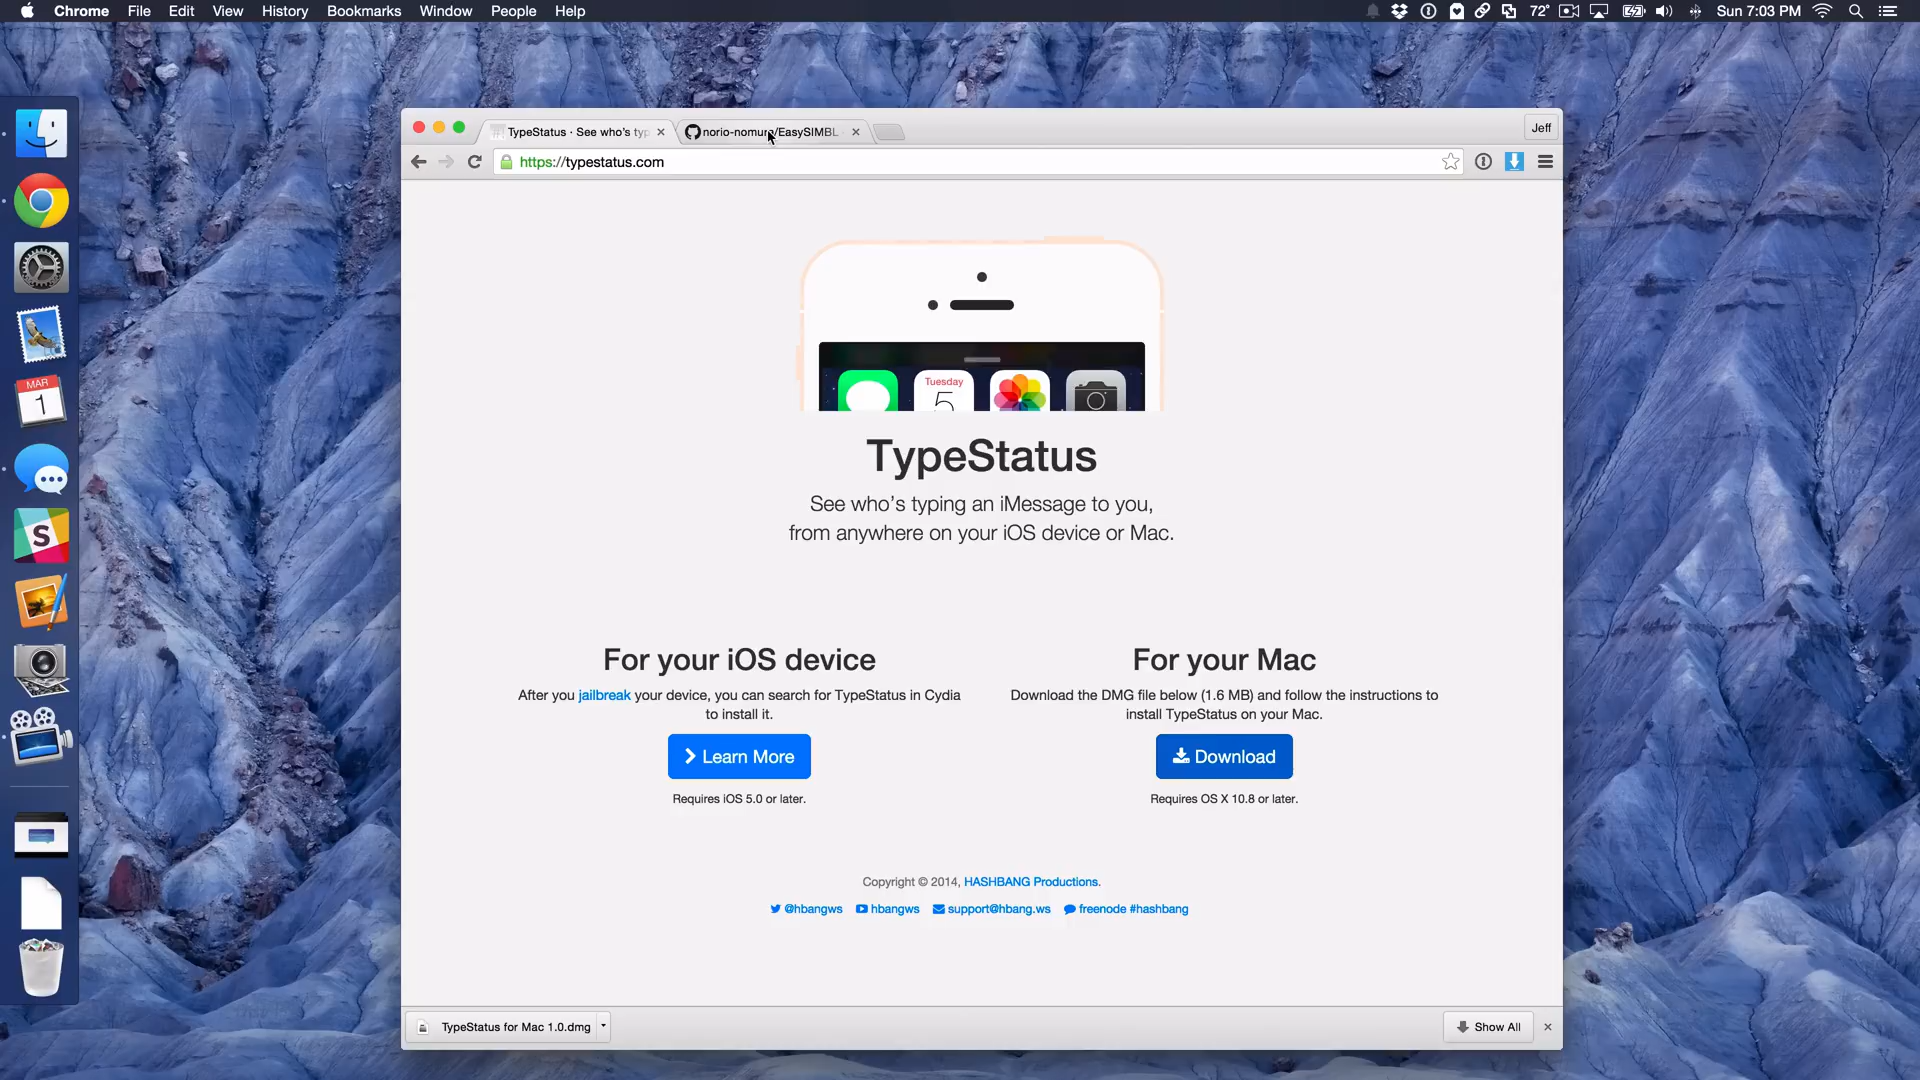 Chrome File Edit View History Bookmarks Window People Help
72° Sun 7:03 PM
TypeStatus · See who's typ
norio-nomura/EasySIMBL
Jeff
https://typestatus.com
Tuesday
5
TypeStatus
See who's typing an iMessage to you,
from anywhere on your iOS device or Mac.
For your iOS device
After you jailbreak your device, you can search for TypeStatus in Cydia
to install it.
Learn More
Requires iOS 5.0 or later.
For your Mac
Download the DMG file below (1.6 MB) and follow the instructions to
install TypeStatus on your Mac.
Download
Requires OS X 10.8 or later.
Copyright © 2014, HASHBANG Productions.
@hbangws hbangws support@hbang.ws freenode #hashbang
TypeStatus for Mac 1.0.dmg
Show All
MAR
1
S